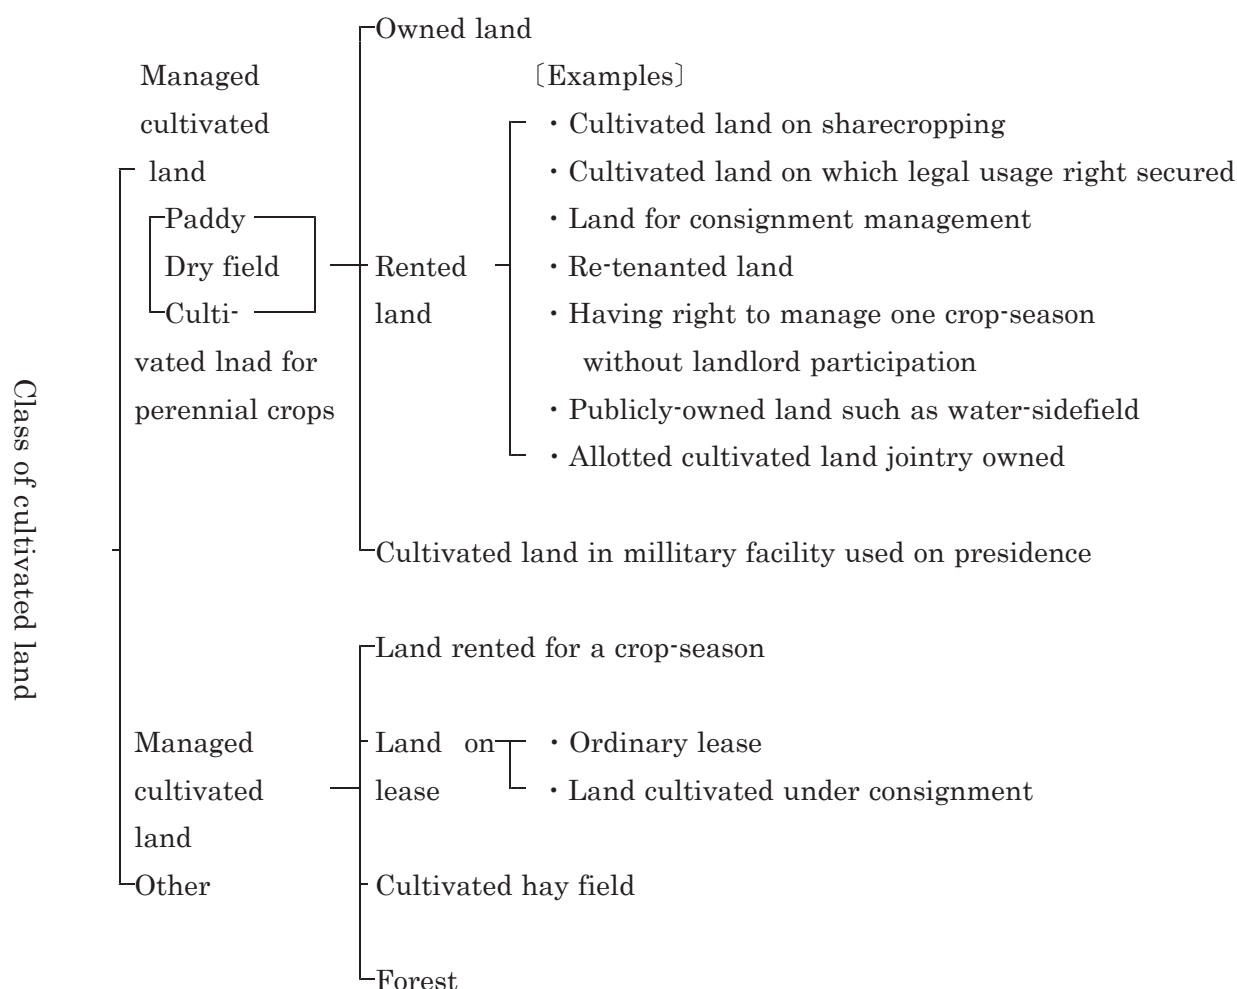 Owned land
Managed
cultivated
land
Paddy
Dry field
Culti-
vated lnad for
perennial crops
〔Examples〕
・Cultivated land on sharecropping
・Cultivated land on which legal usage right secured
・Land for consignment management
Rented
land
・Re-tenanted land
・Having right to manage one crop-season
without landlord participation
・Publicly-owned land such as water-sidefield
・Allotted cultivated land jointry owned
Cultivated land in millitary facility used on presidence
Class of cultivated land
Land rented for a crop-season
Managed
cultivated
land
Other
Land on
lease
・Ordinary lease
・Land cultivated under consignment
Cultivated hay field
Forest